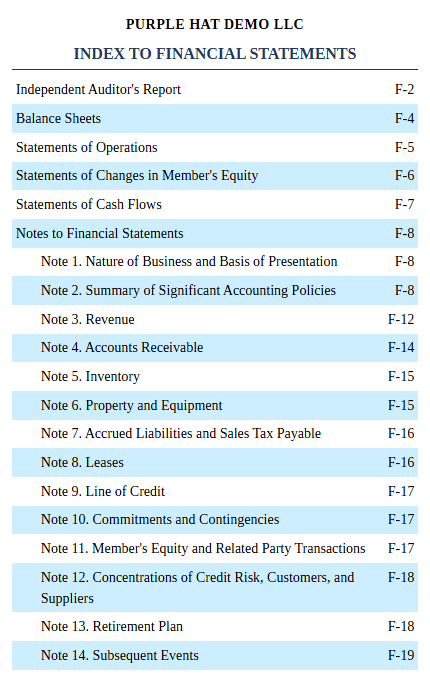 PURPLE HAT DEMO LLC
INDEX TO FINANCIAL STATEMENTS
Independent Auditor's Report F-2
Balance Sheets F-4
Statements of Operations F-5
Statements of Changes in Member's Equity F-6
Statements of Cash Flows F-7
Notes to Financial Statements F-8
Note 1. Nature of Business and Basis of Presentation F-8
Note 2. Summary of Significant Accounting Policies F-8
Note 3. Revenue F-12
Note 4. Accounts Receivable F-14
Note 5. Inventory F-15
Note 6. Property and Equipment F-15
Note 7. Accrued Liabilities and Sales Tax Payable F-16
Note 8. Leases F-16
Note 9. Line of Credit F-17
Note 10. Commitments and Contingencies F-17
Note 11. Member's Equity and Related Party Transactions F-17
Note 12. Concentrations of Credit Risk, Customers, and F-18
Suppliers
Note 13. Retirement Plan F-18
Note 14. Subsequent Events F-19